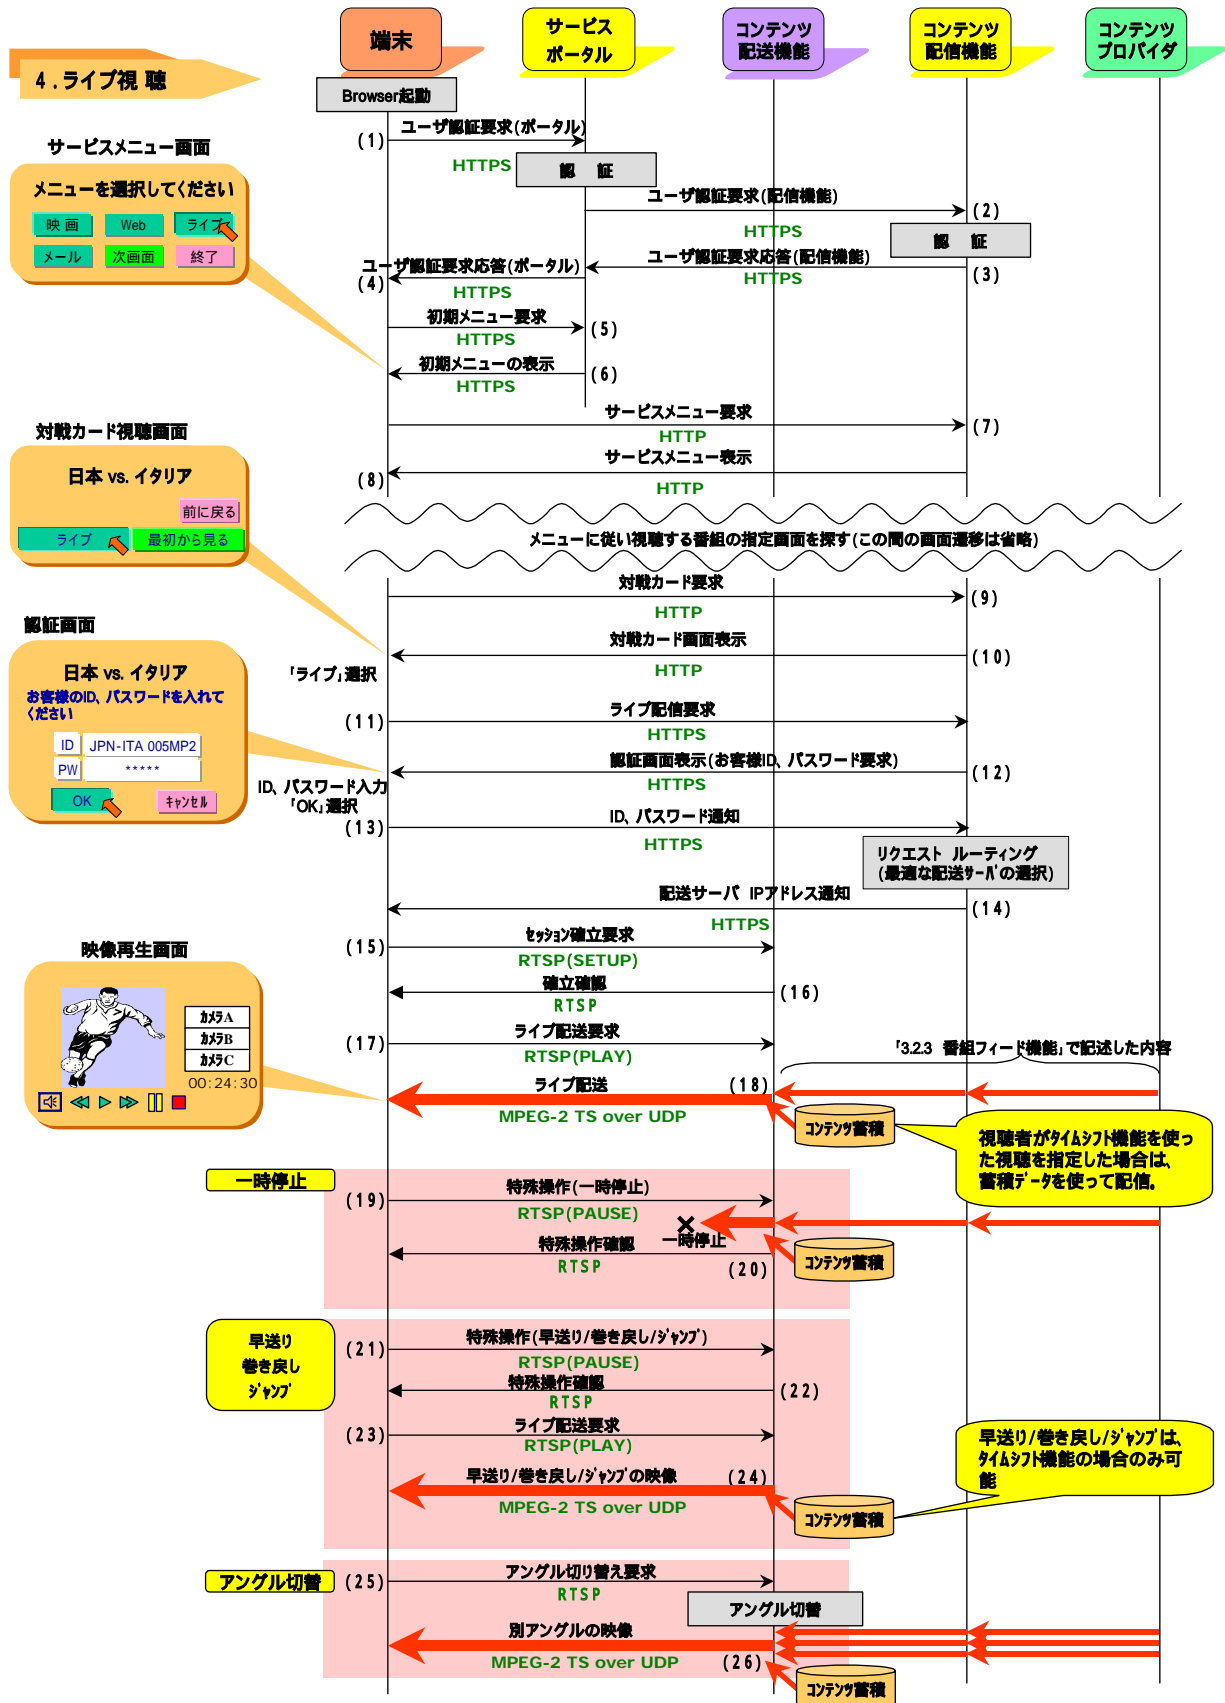 端末
サービス
ポータル
コンテンツ
配送機能
コンテンツ
配信機能
コンテンツ
プロバイダ
4.ライブ視 聴
Browser起動
(1)
ユーザ認証要求(ポータル)
HTTPS
認 証
サービスメニュー画面
メニューを選択してください
映 画
Web
ライブ
メール
次画面
終了
ユーザ認証要求(配信機能)
(2)
HTTPS
認 証
ユーザ認証要求応答(配信機能)
(3)
HTTPS
ユーザ認証要求応答(ポータル)
(4)
HTTPS
初期メニュー要求
(5)
HTTPS
初期メニューの表示
(6)
HTTPS
サービスメニュー要求
(7)
HTTP
サービスメニュー表示
(8)
HTTP
対戦カード視聴画面
日本 vs. イタリア
前に戻る
ライブ
最初から見る
メニューに従い視聴する番組の指定画面を探す(この間の画面遷移は省略)
対戦カード要求
(9)
HTTP
対戦カード画面表示
(10)
HTTP
「ライブ」選択
認証画面
日本 vs. イタリア
お客様のID、パスワードを入れて
ください
ID
JPN-ITA 005MP2
PW
*****
OK
キャンセル
(11)
ライブ配信要求
HTTPS
認証画面表示(お客様ID、パスワード要求)
(12)
HTTPS
ID、パスワード入力
「OK」選択
(13)
ID、パスワード通知
HTTPS
リクエスト ルーティング
(最適な配送サーバの選択)
配送サーバ IPアドレス通知
(14)
HTTPS
(15)
セッション確立要求
RTSP(SETUP)
確立確認
(16)
RTSP
映像再生画面
カメラA
カメラB
カメラC
00:24:30
(17)
ライブ配送要求
RTSP(PLAY)
「3.2.3 番組フィード機能」で記述した内容
ライブ配送
(18)
MPEG-2 TS over UDP
コンテンツ蓄積
視聴者がタイムシフト機能を使っ
た視聴を指定した場合は、
蓄積データを使って配信。
一時停止
(19)
特殊操作(一時停止)
RTSP(PAUSE)
一時停止
特殊操作確認
RTSP
(20)
コンテンツ蓄積
早送り
巻き戻し
ジャンプ
(21)
特殊操作(早送り/巻き戻し/ジャンプ)
RTSP(PAUSE)
特殊操作確認
(22)
RTSP
(23)
ライブ配送要求
RTSP(PLAY)
早送り/巻き戻し/ジャンプの映像
(24)
MPEG-2 TS over UDP
コンテンツ蓄積
早送り/巻き戻し/ジャンプは、
タイムシフト機能の場合のみ可
能
アングル切替
(25)
アングル切り替え要求
RTSP
アングル切替
別アングルの映像
MPEG-2 TS over UDP
(26)
コンテンツ蓄積